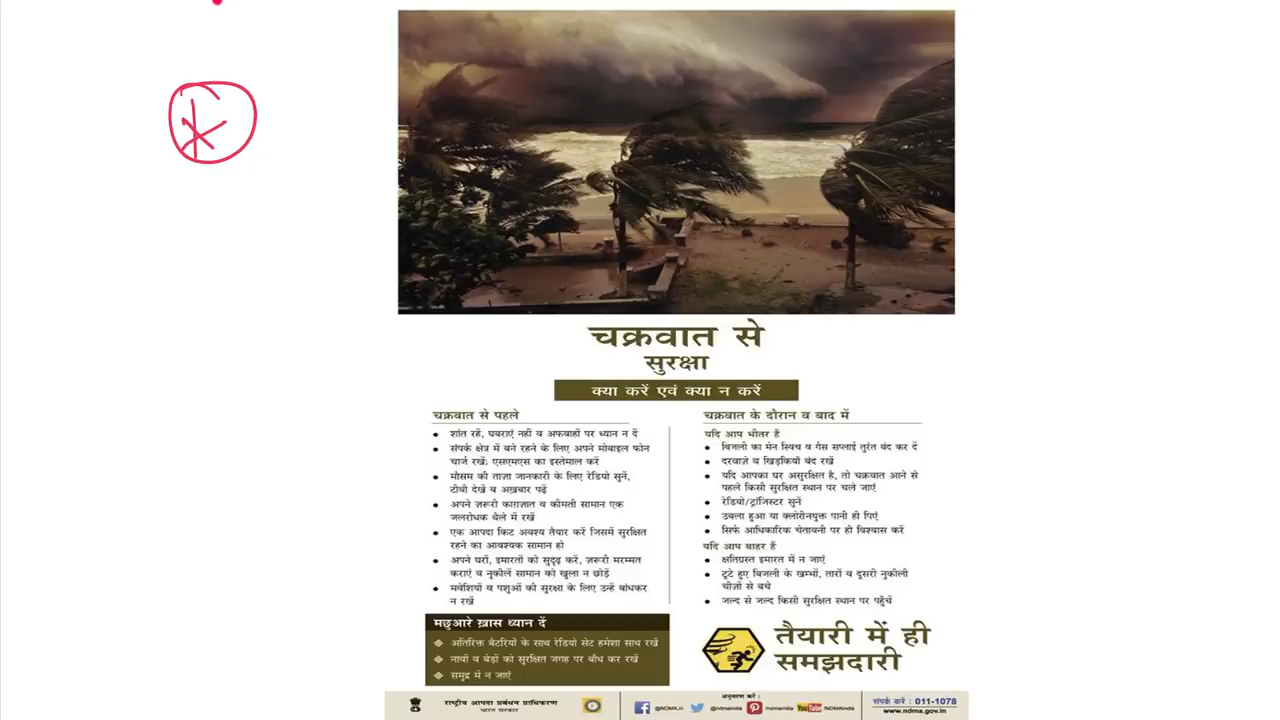 चक्रवात से
सुरक्षा
क्या करें एवं क्या न करें
चक्रवात से पहले
• शांत रहें, घबराएं नहीं व अफवाहों पर ध्यान न दें
• संपर्क क्षेत्र में बने रहने के लिए अपने मोबाइल फोन
चार्ज रखें; एसएमएस का इस्तेमाल करें
• मौसम की ताज़ा जानकारी के लिए रेडियो सुनें,
टीवी देखें व अख़बार पढ़ें
• अपने ज़रूरी काग़ज़ात व कीमती सामान एक
जलरोधक थैले में रखें
• एक आपदा किट अवश्य तैयार करें जिसमें सुरक्षित
रहने का आवश्यक सामान हो
• अपने घरों, इमारतों को सुदृढ़ करें, ज़रूरी मरम्मत
कराएं व नुकीलें सामान को खुला न छोड़ें
• मवेशियों व पशुओं की सुरक्षा के लिए उन्हें बांधकर
न रखें
मछुआरे ख़ास ध्यान दें
अतिरिक्त बैटरियों के साथ रेडियो सेट हमेशा साथ रखें
नावों व बेड़ों को सुरक्षित जगह पर बाँध कर रखें
समुद्र में न जाएं
चक्रवात के दौरान व बाद में
यदि आप भीतर हैं
• बिजली का मेन स्विच व गैस सप्लाई तुरंत बंद कर दें
• दरवाज़े व खिड़कियाँ बंद रखें
• यदि आपका घर असुरक्षित है, तो चक्रवात आने से
पहले किसी सुरक्षित स्थान पर चले जाएं
• रेडियो/ट्रांजिस्टर सुनें
• उबला हुआ या क्लोरीनयुक्त पानी ही पिएं
• सिर्फ आधिकारिक चेतावनी पर ही विश्वास करें
यदि आप बाहर हैं
• क्षतिग्रस्त इमारत में न जाएं
• टूटे हुए बिजली के खम्भों, तारों व दूसरी नुकीली
चीज़ों से बचे
• जल्द से जल्द किसी सुरक्षित स्थान पर पहुँचें
तैयारी में ही
समझदारी
राष्ट्रीय आपदा प्रबंधन प्राधिकरण
भारत सरकार
अनुसरण करें :
@NDMA.in @ndmaindia /ndmaindia YouTube /NDMAIndia
संपर्क करें : 011-1078
www.ndma.gov.in